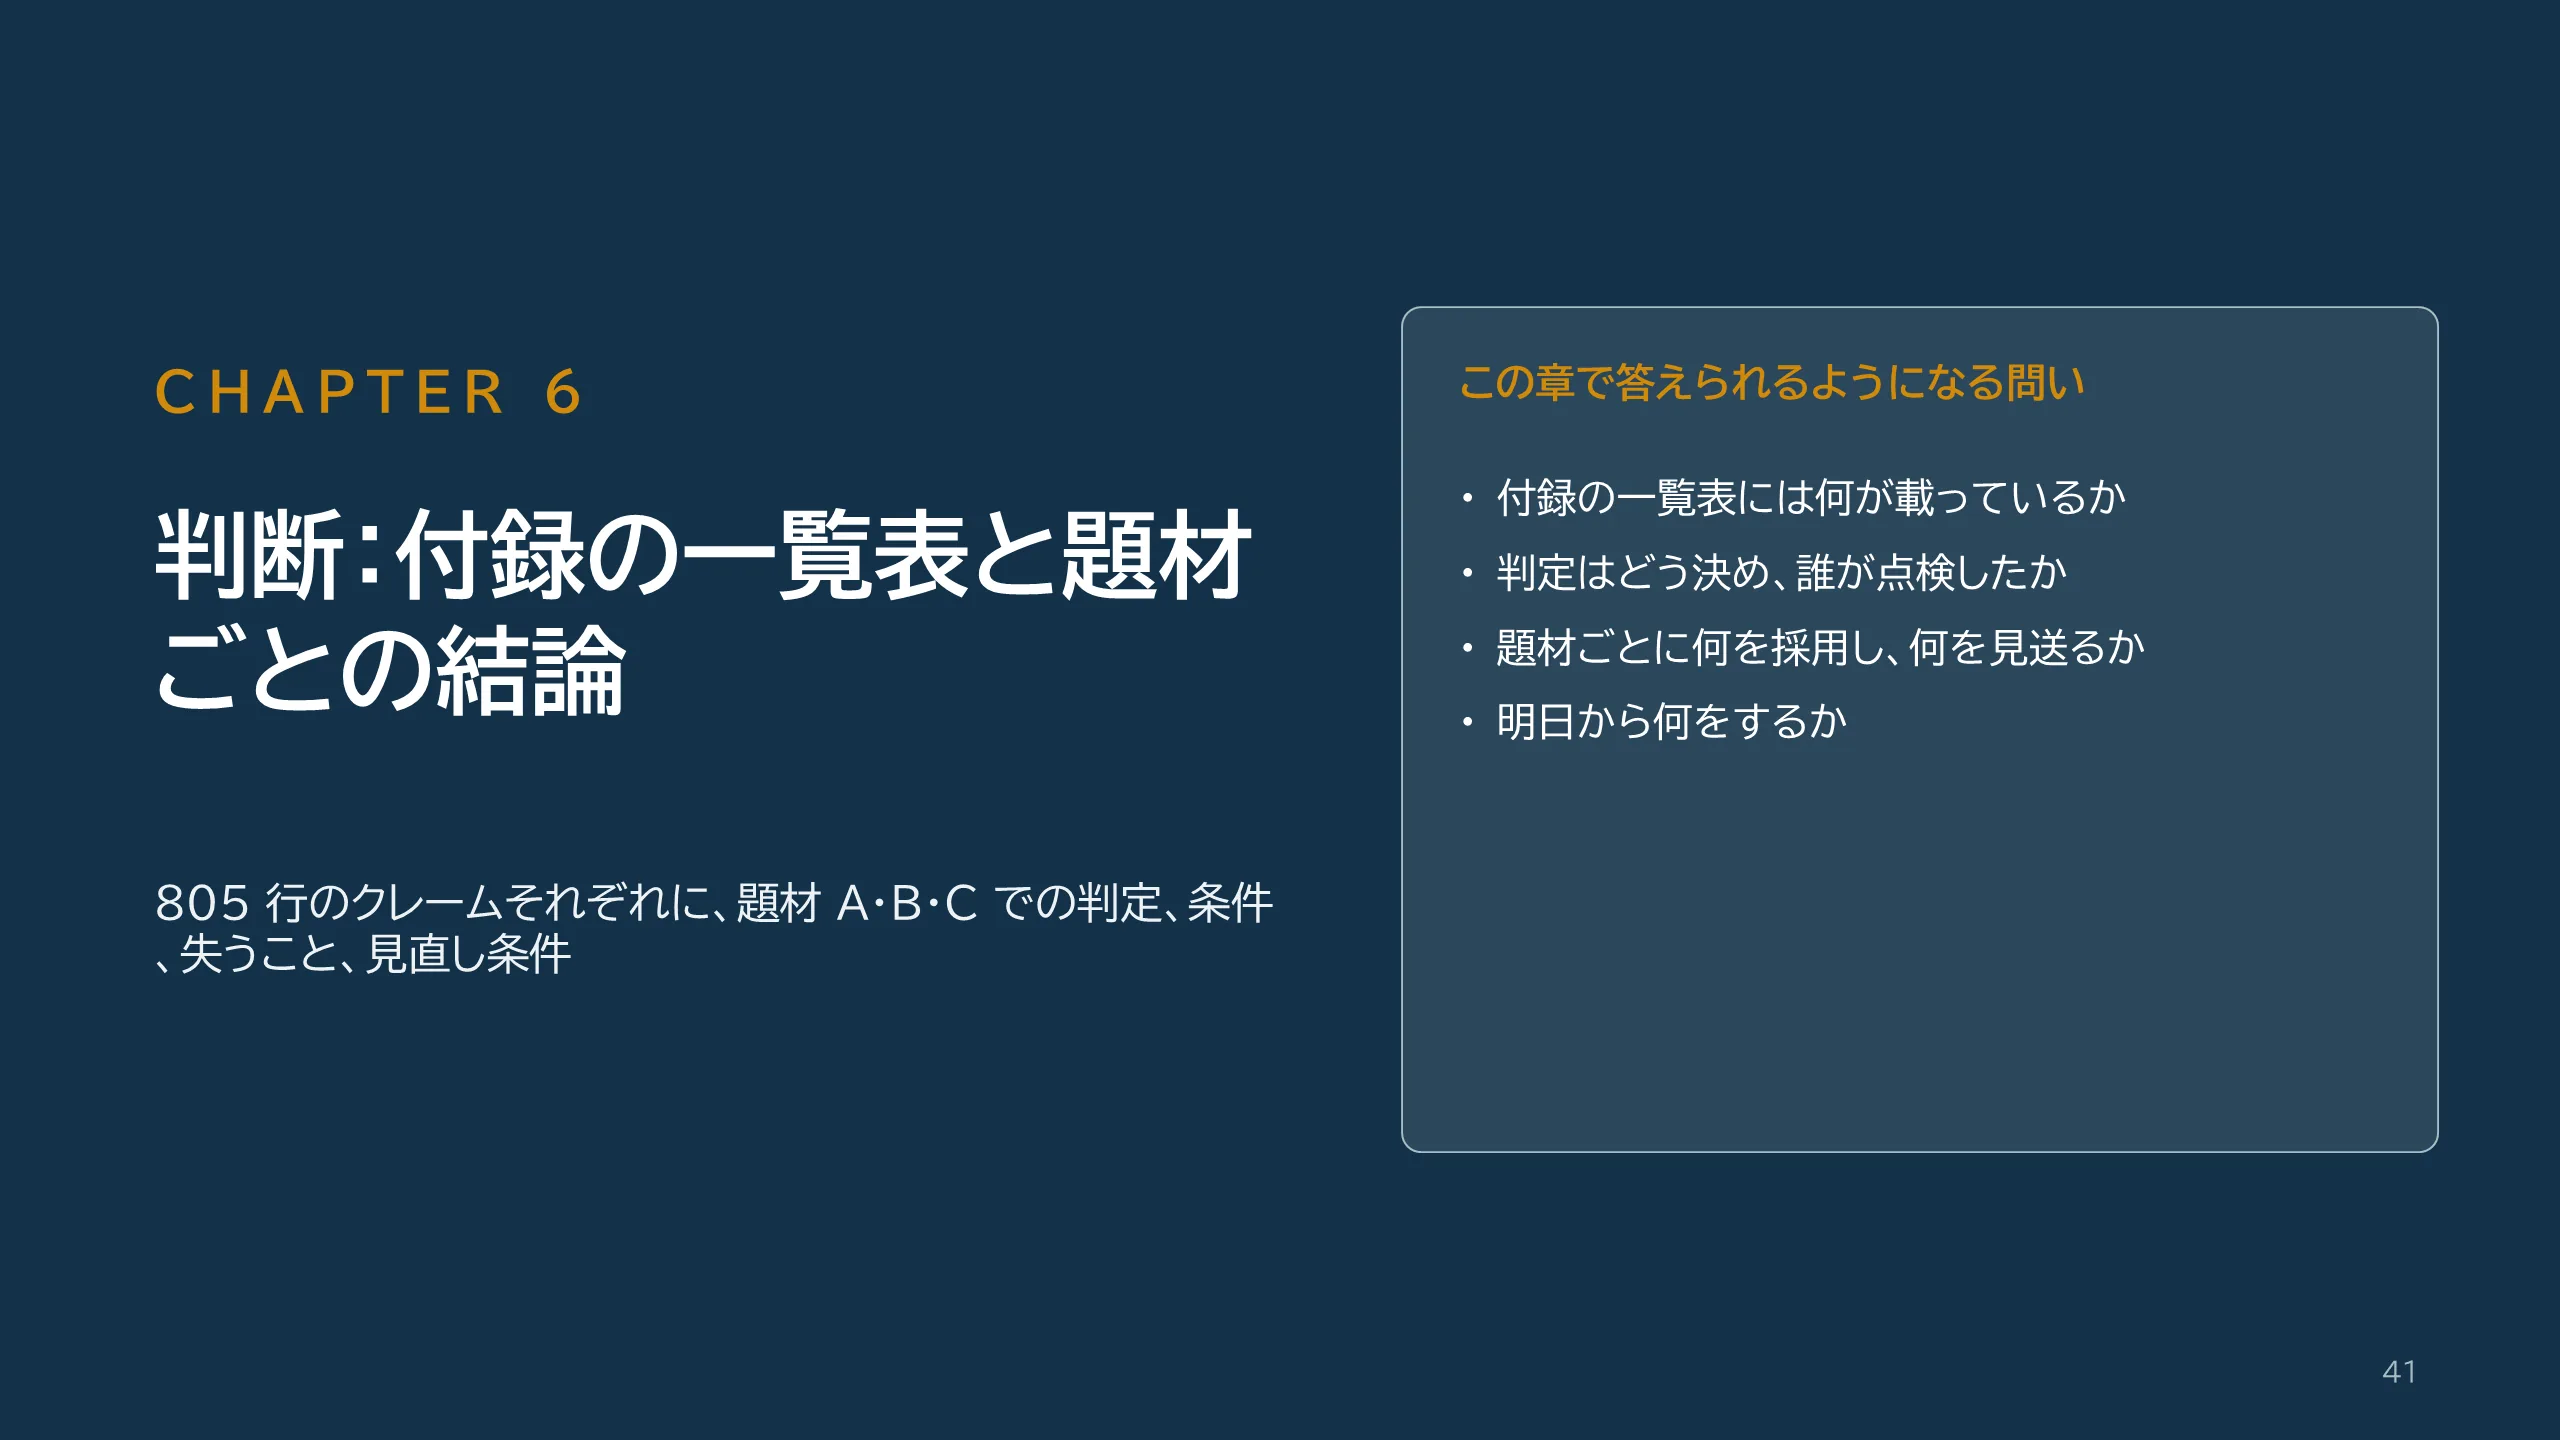 CHAPTER 6
判断：付録の一覧表と題材
ごとの結論
805 行のクレームそれぞれに、題材 A・B・C での判定、条件
、失うこと、見直し条件
この章で答えられるようになる問い
• 付録の一覧表には何が載っているか
• 判定はどう決め、誰が点検したか
• 題材ごとに何を採用し、何を見送るか
• 明日から何をするか
41